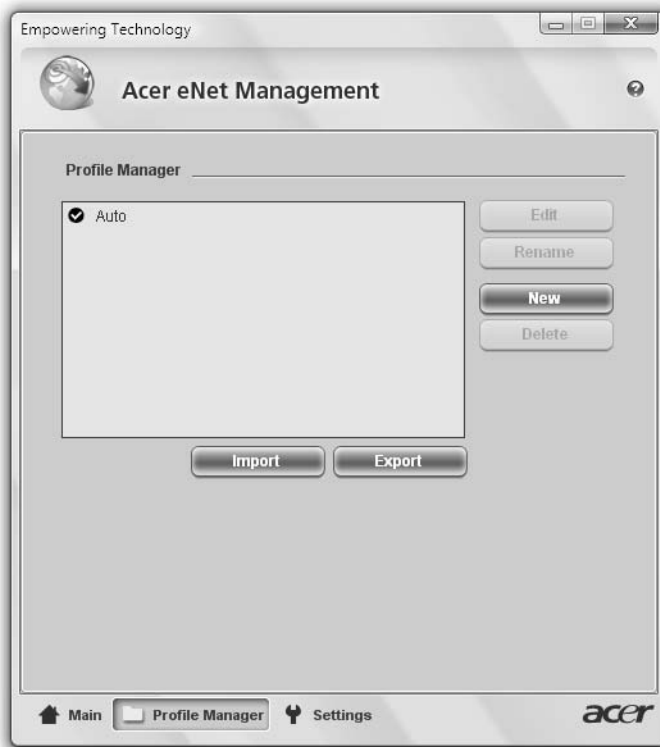 Empowering Technology
Acer eNet Management
Profile Manager
Auto
Edit
Rename
New
Delete
Import Export
Main Profile Manager Settings acer